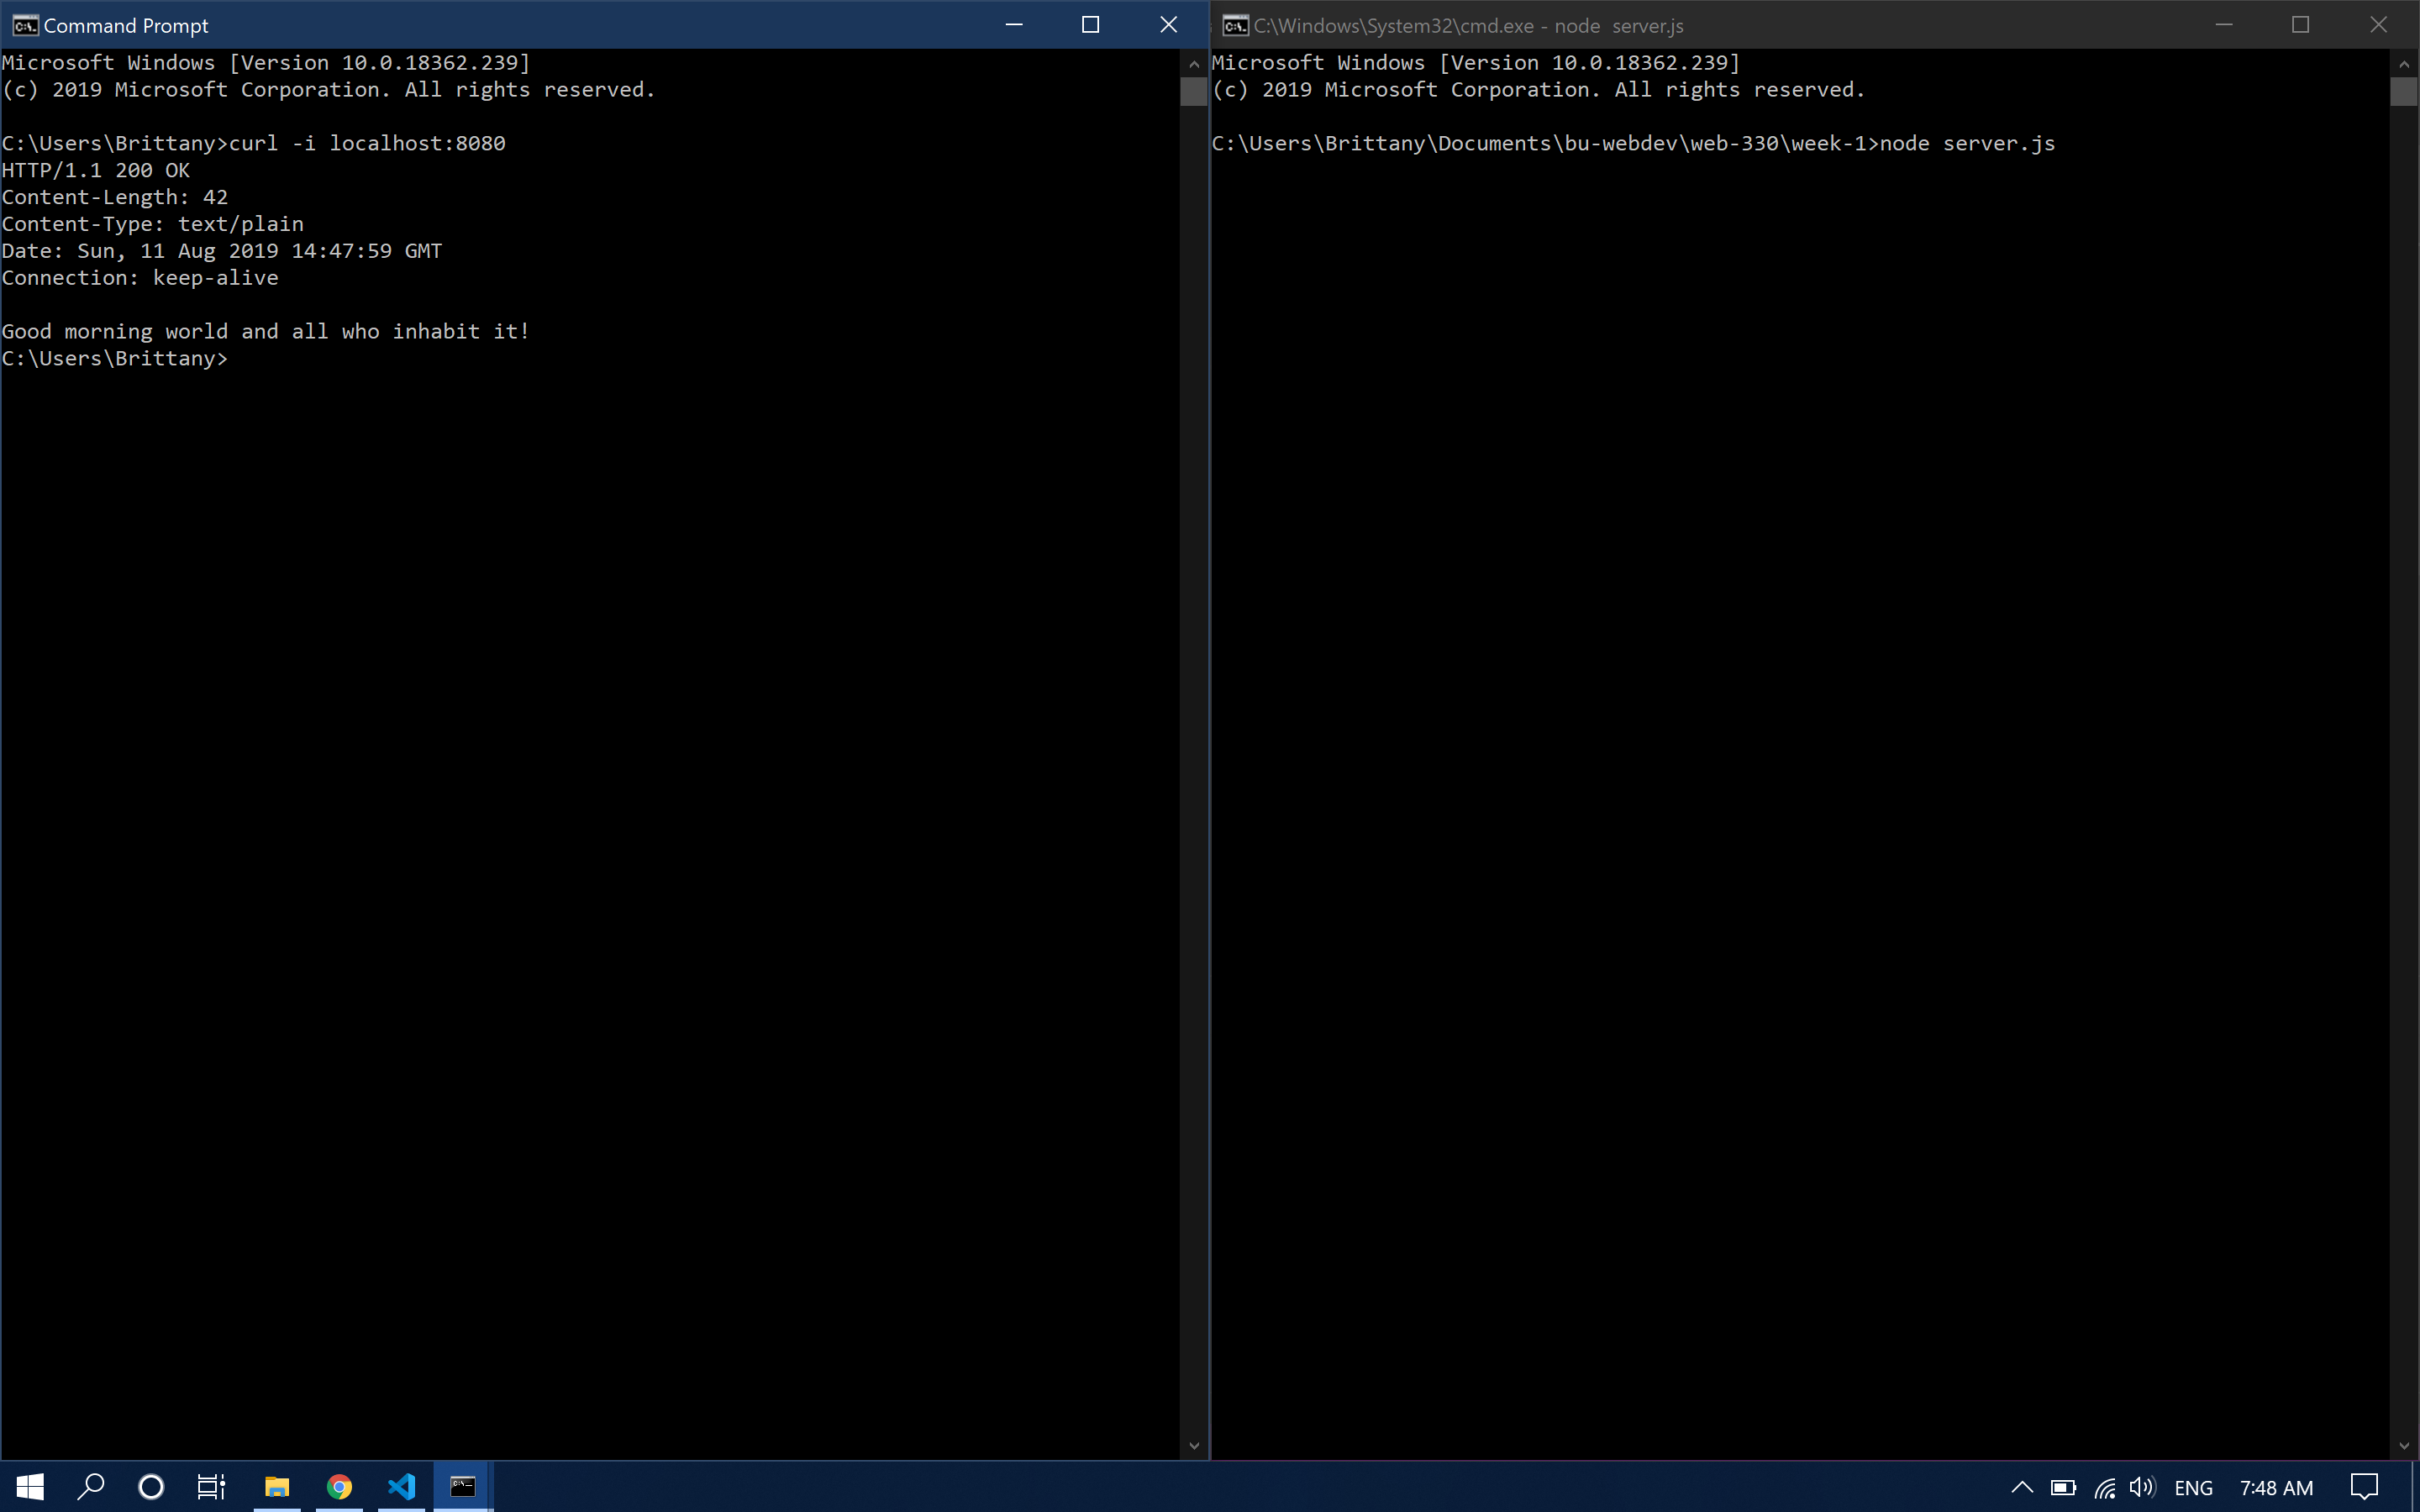 Command Prompt
Microsoft Windows [Version 10.0.18362.239]
(c) 2019 Microsoft Corporation. All rights reserved.
C:\Users\Brittany>curl -i localhost:8080
HTTP/1.1 200 OK
Content-Length: 42
Content-Type: text/plain
Date: Sun, 11 Aug 2019 14:47:59 GMT
Connection: keep-alive
Good morning world and all who inhabit it!
C:\Users\Brittany>
C:\Windows\System32\cmd.exe - node  server.js
Microsoft Windows [Version 10.0.18362.239]
(c) 2019 Microsoft Corporation. All rights reserved.
C:\Users\Brittany\Documents\bu-webdev\web-330\week-1>node server.js
ENG
7:48 AM